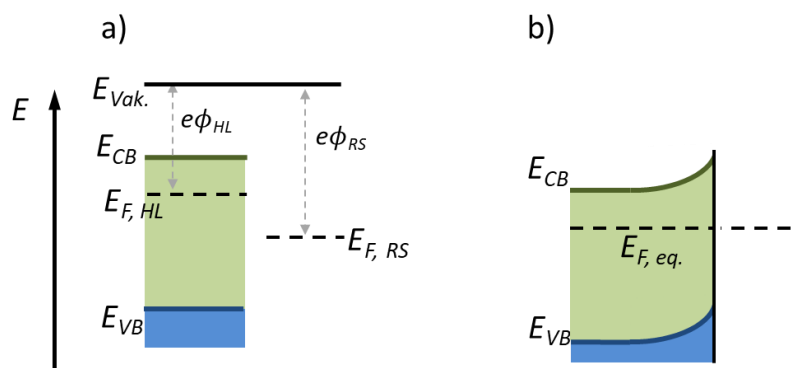 a)
b)
E
E_Vak.
eϕ_HL
eϕ_RS
E_CB
E_F, HL
E_F, RS
E_VB
E_CB
E_F, eq.
E_VB